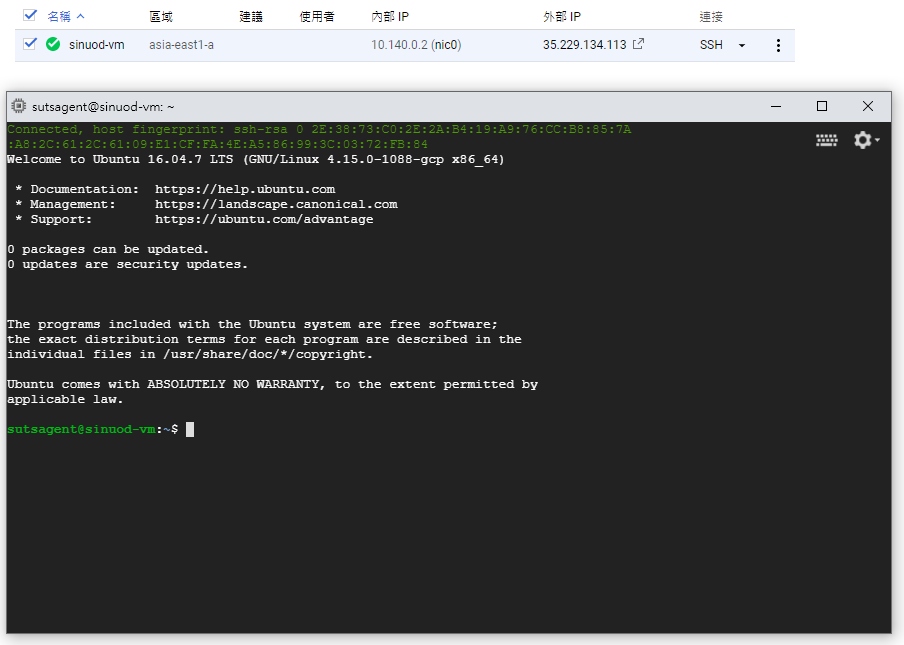 名稱 區域 建議 使用者 內部 IP 外部 IP 連接
sinuod-vm asia-east1-a 10.140.0.2 (nic0) 35.229.134.113 SSH
sutsagent@sinuod-vm: ~
Connected, host fingerprint: ssh-rsa 0 2E:38:73:C0:2E:2A:B4:19:A9:76:CC:B8:85:7A
:A8:2C:61:2C:61:09:E1:CF:FA:4E:A5:86:99:3C:03:72:FB:84
Welcome to Ubuntu 16.04.7 LTS (GNU/Linux 4.15.0-1088-gcp x86_64)
* Documentation: https://help.ubuntu.com
* Management: https://landscape.canonical.com
* Support: https://ubuntu.com/advantage
0 packages can be updated.
0 updates are security updates.
The programs included with the Ubuntu system are free software;
the exact distribution terms for each program are described in the
individual files in /usr/share/doc/*/copyright.
Ubuntu comes with ABSOLUTELY NO WARRANTY, to the extent permitted by
applicable law.
sutsagent@sinuod-vm:~$